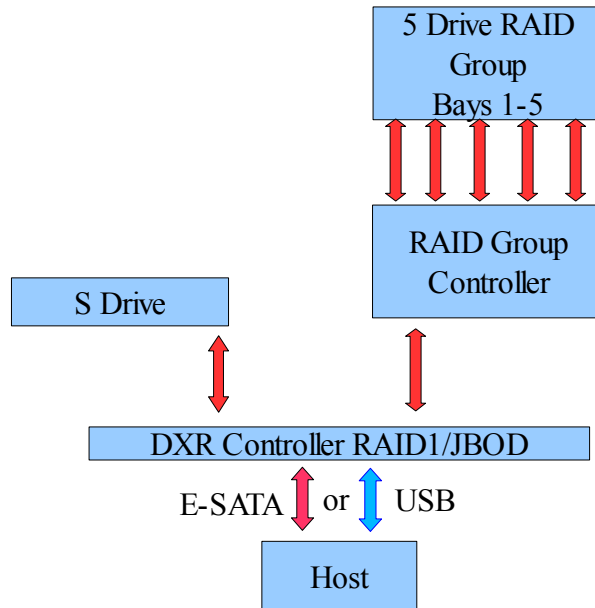 5 Drive RAID
Group
Bays 1-5
RAID Group
Controller
S Drive
DXR Controller RAID1/JBOD
E-SATA or USB
Host